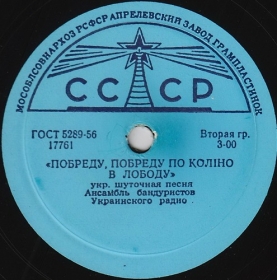 МОСОБЛСОВНАРХОЗ РСФСР АПРЕЛЕВСКИЙ ЗАВОД ГРАМПЛАСТИНОК
СССР
ГОСТ 5289-56
17761
Вторая гр.
3-00
«ПОБРЕДУ, ПОБРЕДУ ПО КОЛІНО
В ЛОБОДУ»
укр. шуточная песня
Ансамбль бандуристов
Украинского радио